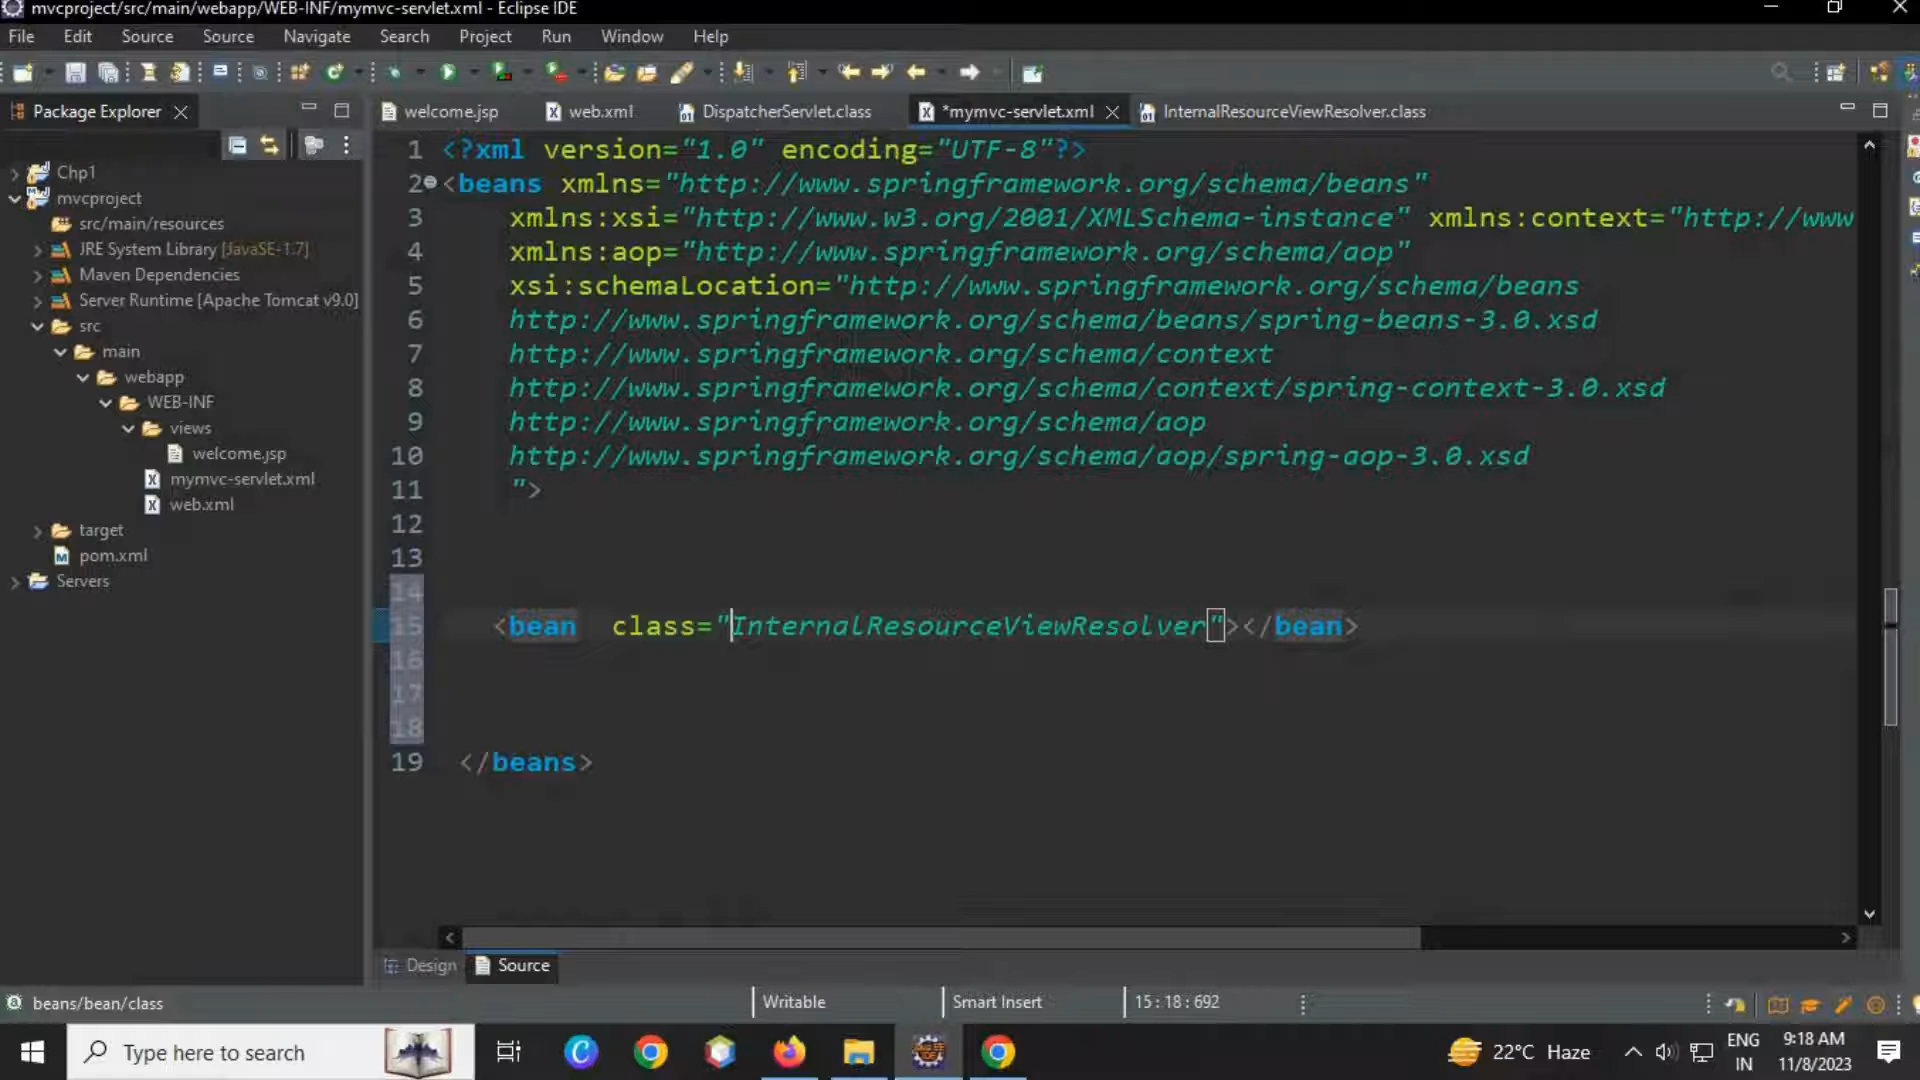 mvcproject/src/main/webapp/WEB-INF/mymvc-servlet.xml - Eclipse IDE
File Edit Source Source Navigate Search Project Run Window Help
Package Explorer
welcome.jsp web.xml DispatcherServlet.class *mymvc-servlet.xml InternalResourceViewResolver.class
Chp1
mvcproject
src/main/resources
JRE System Library [JavaSE-1.7]
Maven Dependencies
Server Runtime [Apache Tomcat v9.0]
src
main
webapp
WEB-INF
views
welcome.jsp
mymvc-servlet.xml
web.xml
target
pom.xml
Servers
1 <?xml version="1.0" encoding="UTF-8"?>
2 <beans xmlns="http://www.springframework.org/schema/beans"
3 xmlns:xsi="http://www.w3.org/2001/XMLSchema-instance" xmlns:context="http://www
4 xmlns:aop="http://www.springframework.org/schema/aop"
5 xsi:schemaLocation="http://www.springframework.org/schema/beans
6 http://www.springframework.org/schema/beans/spring-beans-3.0.xsd
7 http://www.springframework.org/schema/context
8 http://www.springframework.org/schema/context/spring-context-3.0.xsd
9 http://www.springframework.org/schema/aop
10 http://www.springframework.org/schema/aop/spring-aop-3.0.xsd
11 ">
12
13
14
15 <bean class="InternalResourceViewResolver"></bean>
16
17
18
19 </beans>
Design Source
beans/bean/class Writable Smart Insert 15 : 18 : 692
Type here to search 22°C Haze ENG IN 9:18 AM 11/8/2023